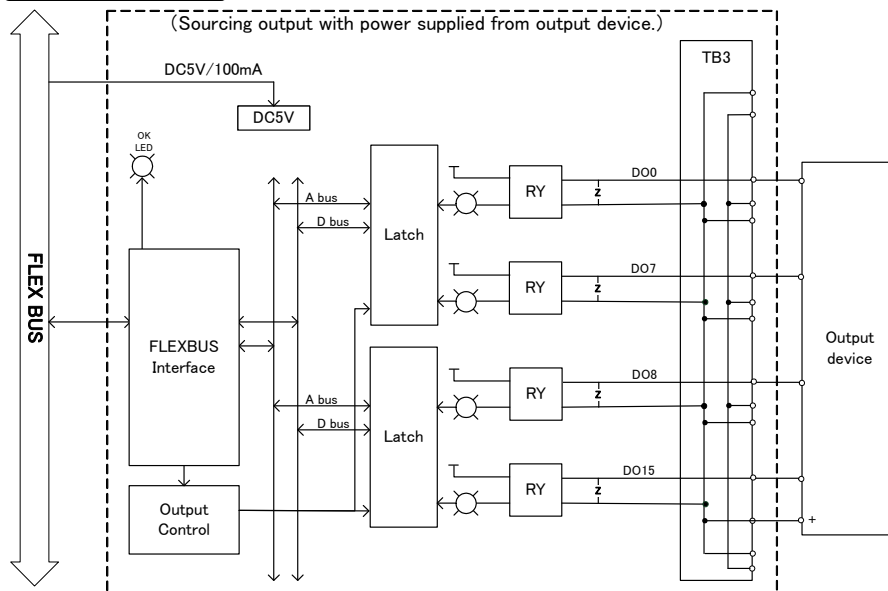 (Sourcing output with power supplied from output device.)
TB3
DC5V/100mA
DC5V
OK
LED
A bus
D bus
Latch
RY
Z
DO0
RY
Z
DO7
FLEX BUS
FLEXBUS
Interface
Output
device
A bus
D bus
Latch
RY
Z
DO8
RY
Z
DO15
Output
Control
+